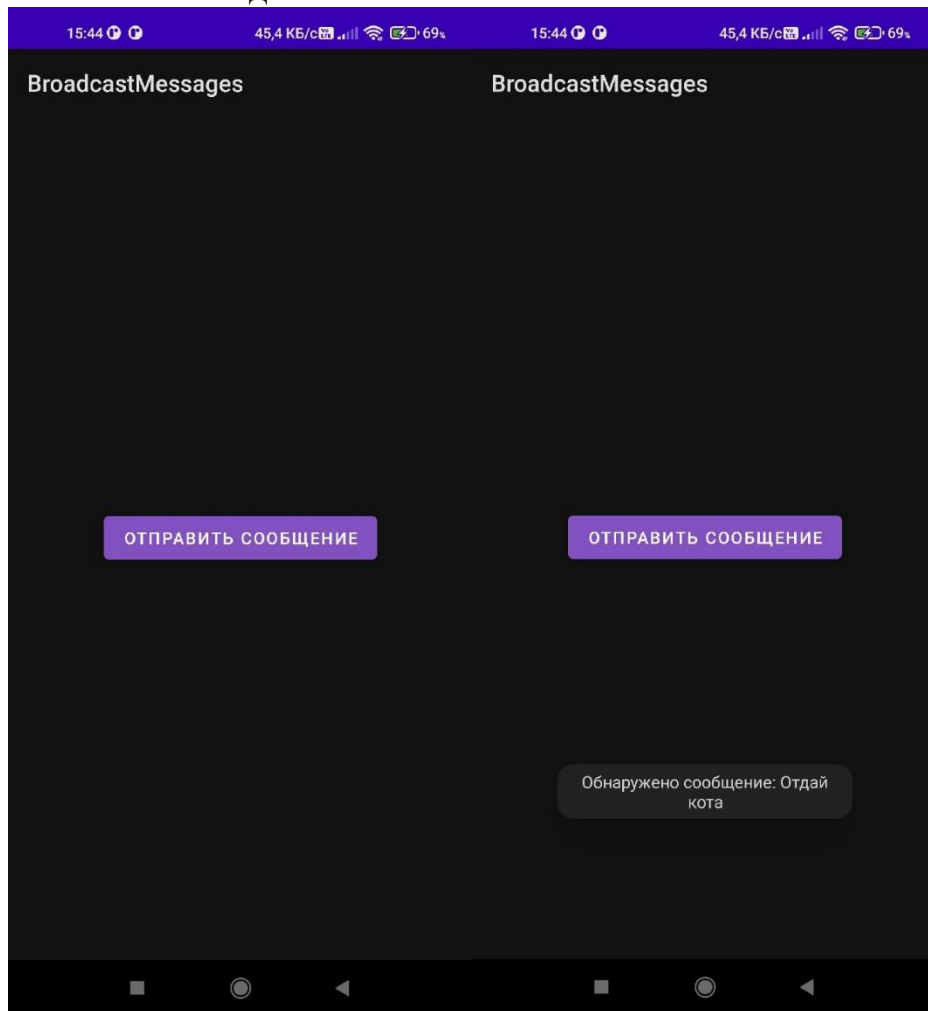 д
15:44 45,4 КБ/с 69%
BroadcastMessages
ОТПРАВИТЬ СООБЩЕНИЕ
15:44 45,4 КБ/с 69%
BroadcastMessages
ОТПРАВИТЬ СООБЩЕНИЕ
Обнаружено сообщение: Отдай
кота